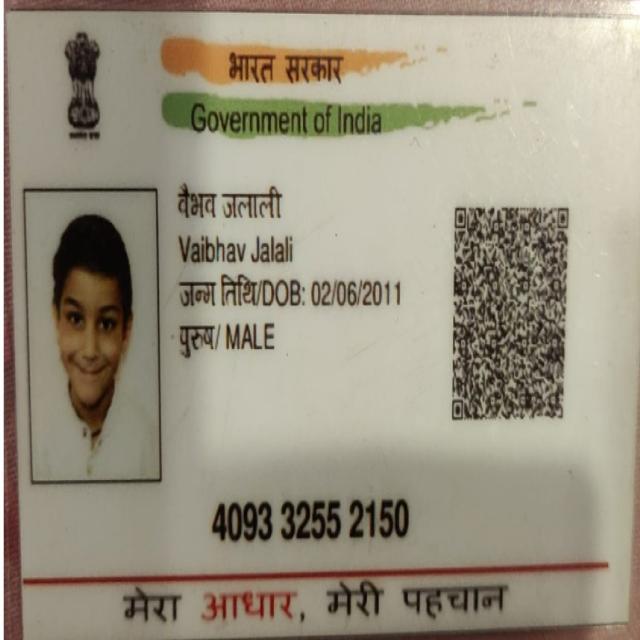 भारत सरकार
Government of India
वैभव जलाली
Vaibhav Jalali
जन्म तिथि/DOB: 02/06/2011
पुरुष/ MALE
4093 3255 2150
मेरा आधार, मेरी पहचान